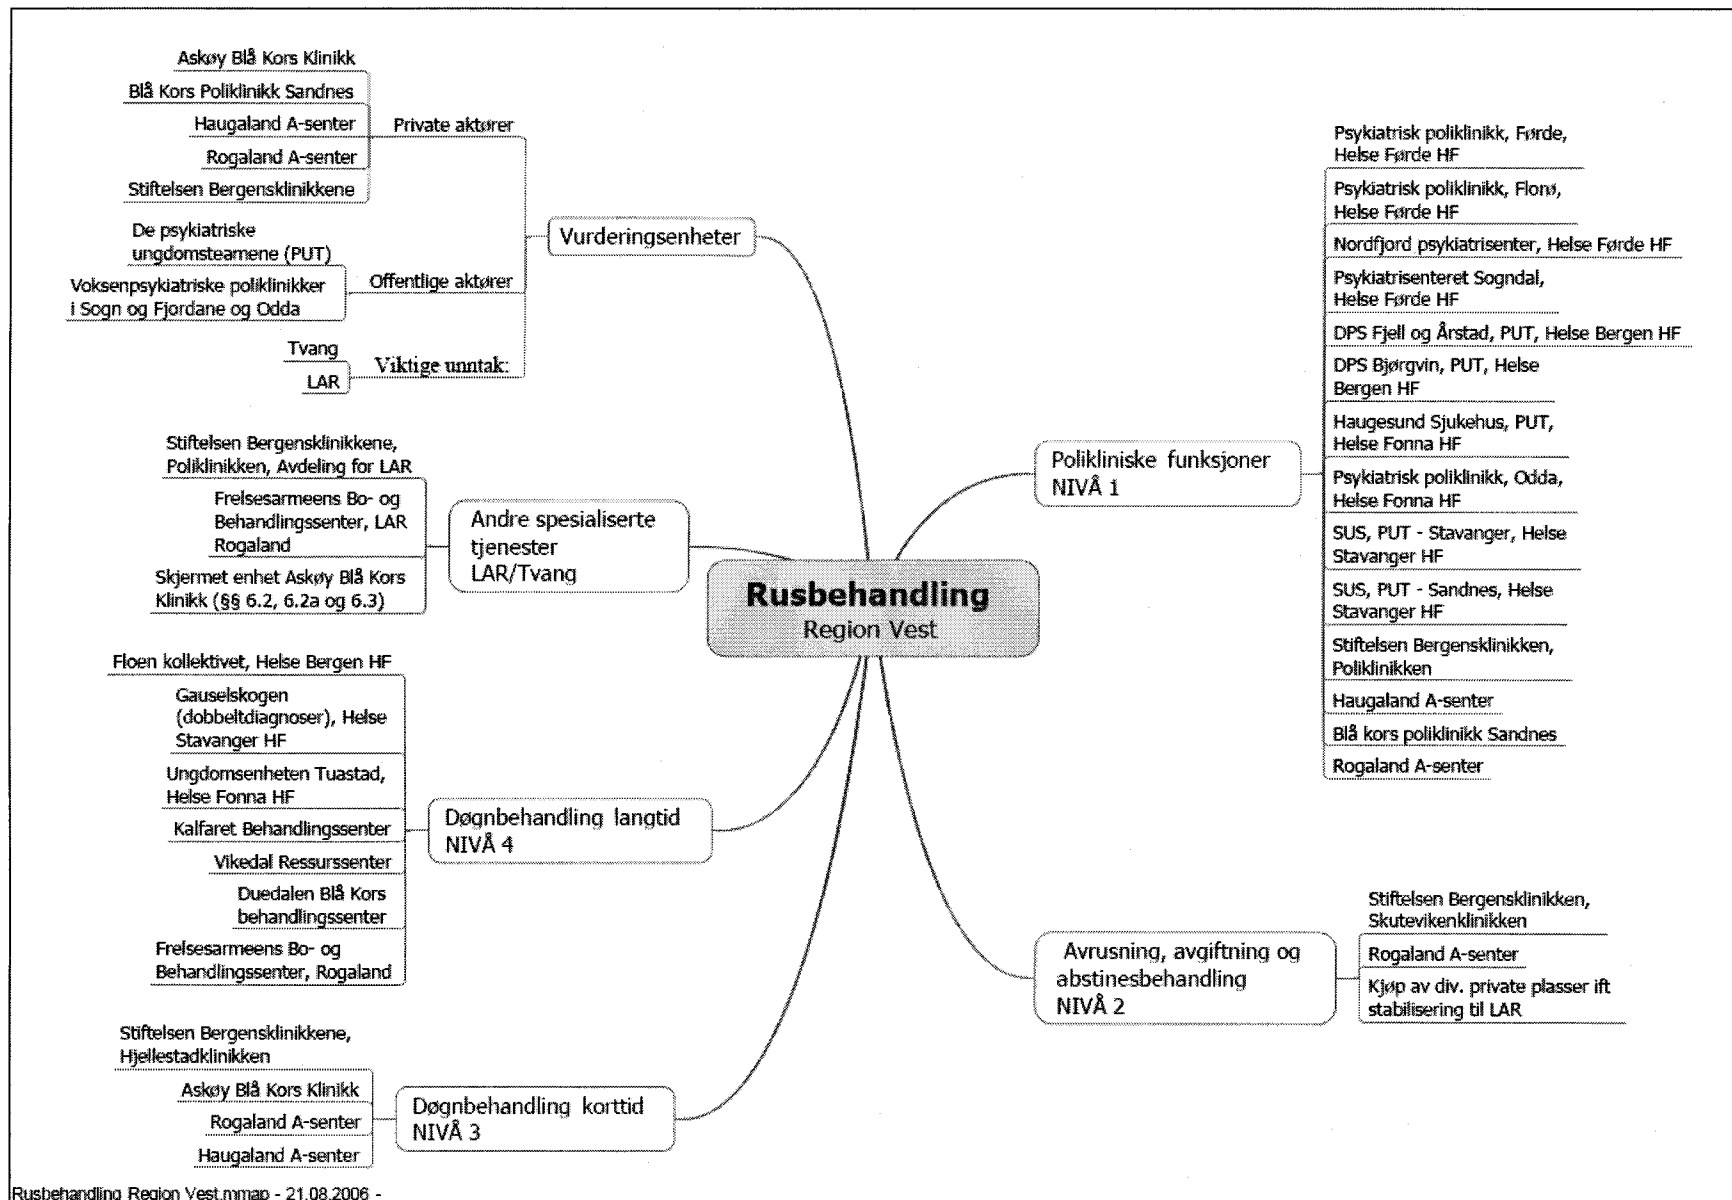 Askøy Blå Kors Klinikk
Blå Kors Poliklinikk Sandnes
Haugaland A-senter
Rogaland A-senter
Stiftelsen Bergensklinikkene
Private aktører
De psykiatriske
ungdomsteamene (PUT)
Voksenpsykiatriske poliklinikker
i Sogn og Fjordane og Odda
Offentlige aktører
Tvang
LAR
Viktige unntak:
Vurderingsenheter
Stiftelsen Bergensklinikkene,
Poliklinikken, Avdeling for LAR
Frelsesarmeens Bo- og
Behandlingssenter, LAR
Rogaland
Skjermet enhet Askøy Blå Kors
Klinikk (§§ 6.2, 6.2a og 6.3)
Andre spesialiserte
tjenester
LAR/Tvang
Floen kollektivet, Helse Bergen HF
Gauselskogen
(dobbeltdiagnoser), Helse
Stavanger HF
Ungdomsenheten Tuastad,
Helse Fonna HF
Kalfaret Behandlingssenter
Vikedal Ressurssenter
Duedalen Blå Kors
behandlingssenter
Frelsesarmeens Bo- og
Behandlingssenter, Rogaland
Døgnbehandling langtid
NIVÅ 4
Stiftelsen Bergensklinikkene,
Hjellestadklinikken
Askøy Blå Kors Klinikk
Rogaland A-senter
Haugaland A-senter
Døgnbehandling korttid
NIVÅ 3
Rusbehandling
Region Vest
Polikliniske funksjoner
NIVÅ 1
Psykiatrisk poliklinikk, Førde,
Helse Førde HF
Psykiatrisk poliklinikk, Florø,
Helse Førde HF
Nordfjord psykiatrisenter, Helse Førde HF
Psykiatrisenteret Sogndal,
Helse Førde HF
DPS Fjell og Årstad, PUT, Helse Bergen HF
DPS Bjørgvin, PUT, Helse
Bergen HF
Haugesund Sjukehus, PUT,
Helse Fonna HF
Psykiatrisk poliklinikk, Odda,
Helse Fonna HF
SUS, PUT - Stavanger, Helse
Stavanger HF
SUS, PUT - Sandnes, Helse
Stavanger HF
Stiftelsen Bergensklinikken,
Poliklinikken
Haugaland A-senter
Blå kors poliklinikk Sandnes
Rogaland A-senter
Avrusning, avgiftning og
abstinesbehandling
NIVÅ 2
Stiftelsen Bergensklinikken,
Skutevikenklinikken
Rogaland A-senter
Kjøp av div. private plasser ift
stabilisering til LAR
Rusbehandling Region Vest.mmap - 21.08.2006 -